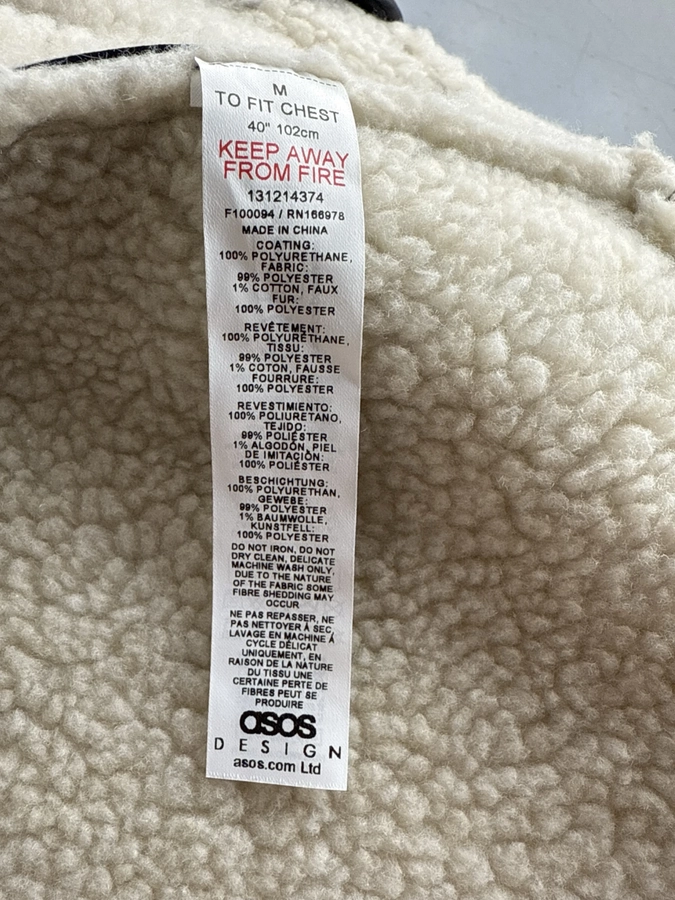 M
TO FIT CHEST
40" 102cm
KEEP AWAY
FROM FIRE
131214374
F100094 / RN166978
MADE IN CHINA
COATING:
100% POLYURETHANE,
FABRIC:
99% POLYESTER
1% COTTON, FAUX
FUR:
100% POLYESTER
REVÊTEMENT:
100% POLYURÉTHANE,
TISSU:
99% POLYESTER
1% COTON, FAUSSE
FOURRURE:
100% POLYESTER
REVESTIMIENTO:
100% POLIURETANO,
TEJIDO:
99% POLIÉSTER
1% ALGODÓN, PIEL
DE IMITACIÓN:
100% POLIÉSTER
BESCHICHTUNG:
100% POLYURETHAN,
GEWEBE:
99% POLYESTER
1% BAUMWOLLE,
KUNSTFELL:
100% POLYESTER
DO NOT IRON, DO NOT
DRY CLEAN, DELICATE
MACHINE WASH ONLY,
DUE TO THE NATURE
OF THE FABRIC SOME
FIBRE SHEDDING MAY
OCCUR
NE PAS REPASSER, NE
PAS NETTOYER À SEC,
LAVAGE EN MACHINE À
CYCLE DÉLICAT
UNIQUEMENT, EN
RAISON DE LA NATURE
DU TISSU UNE
CERTAINE PERTE DE
FIBRES PEUT SE
PRODUIRE
asos
DESIGN
asos.com Ltd